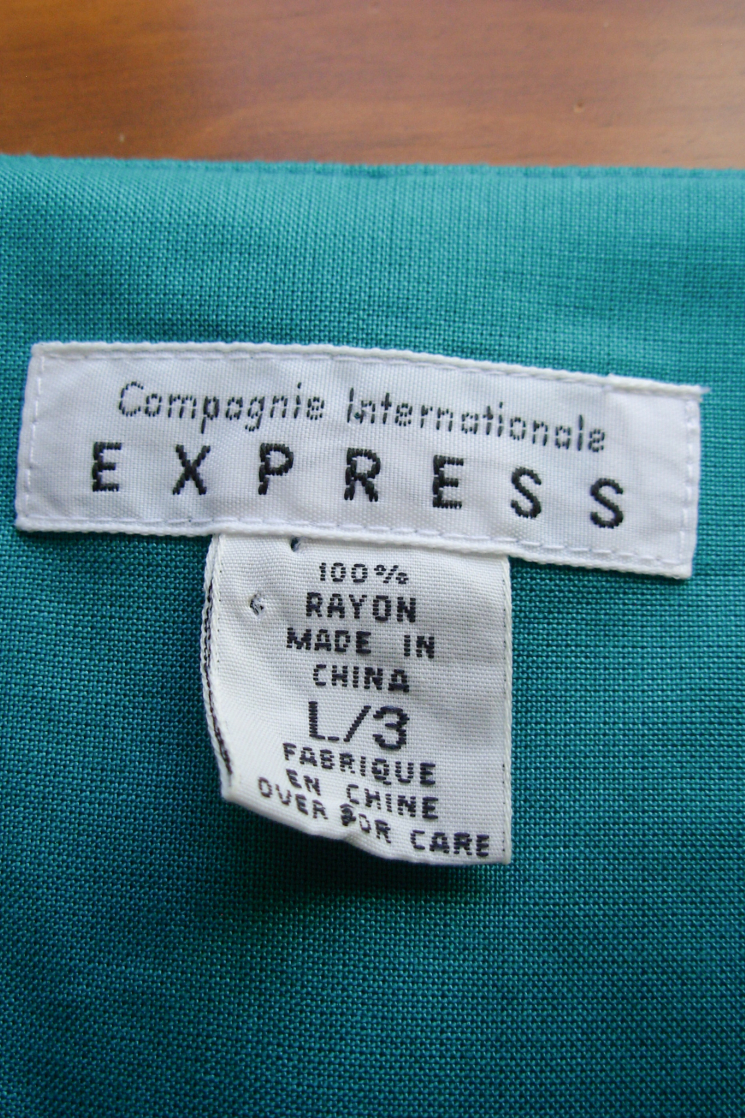 Compagnie Internationale
EXPRESS
100%
RAYON
MADE IN
CHINA
L/3
FABRIQUE
EN CHINE
OVER FOR CARE